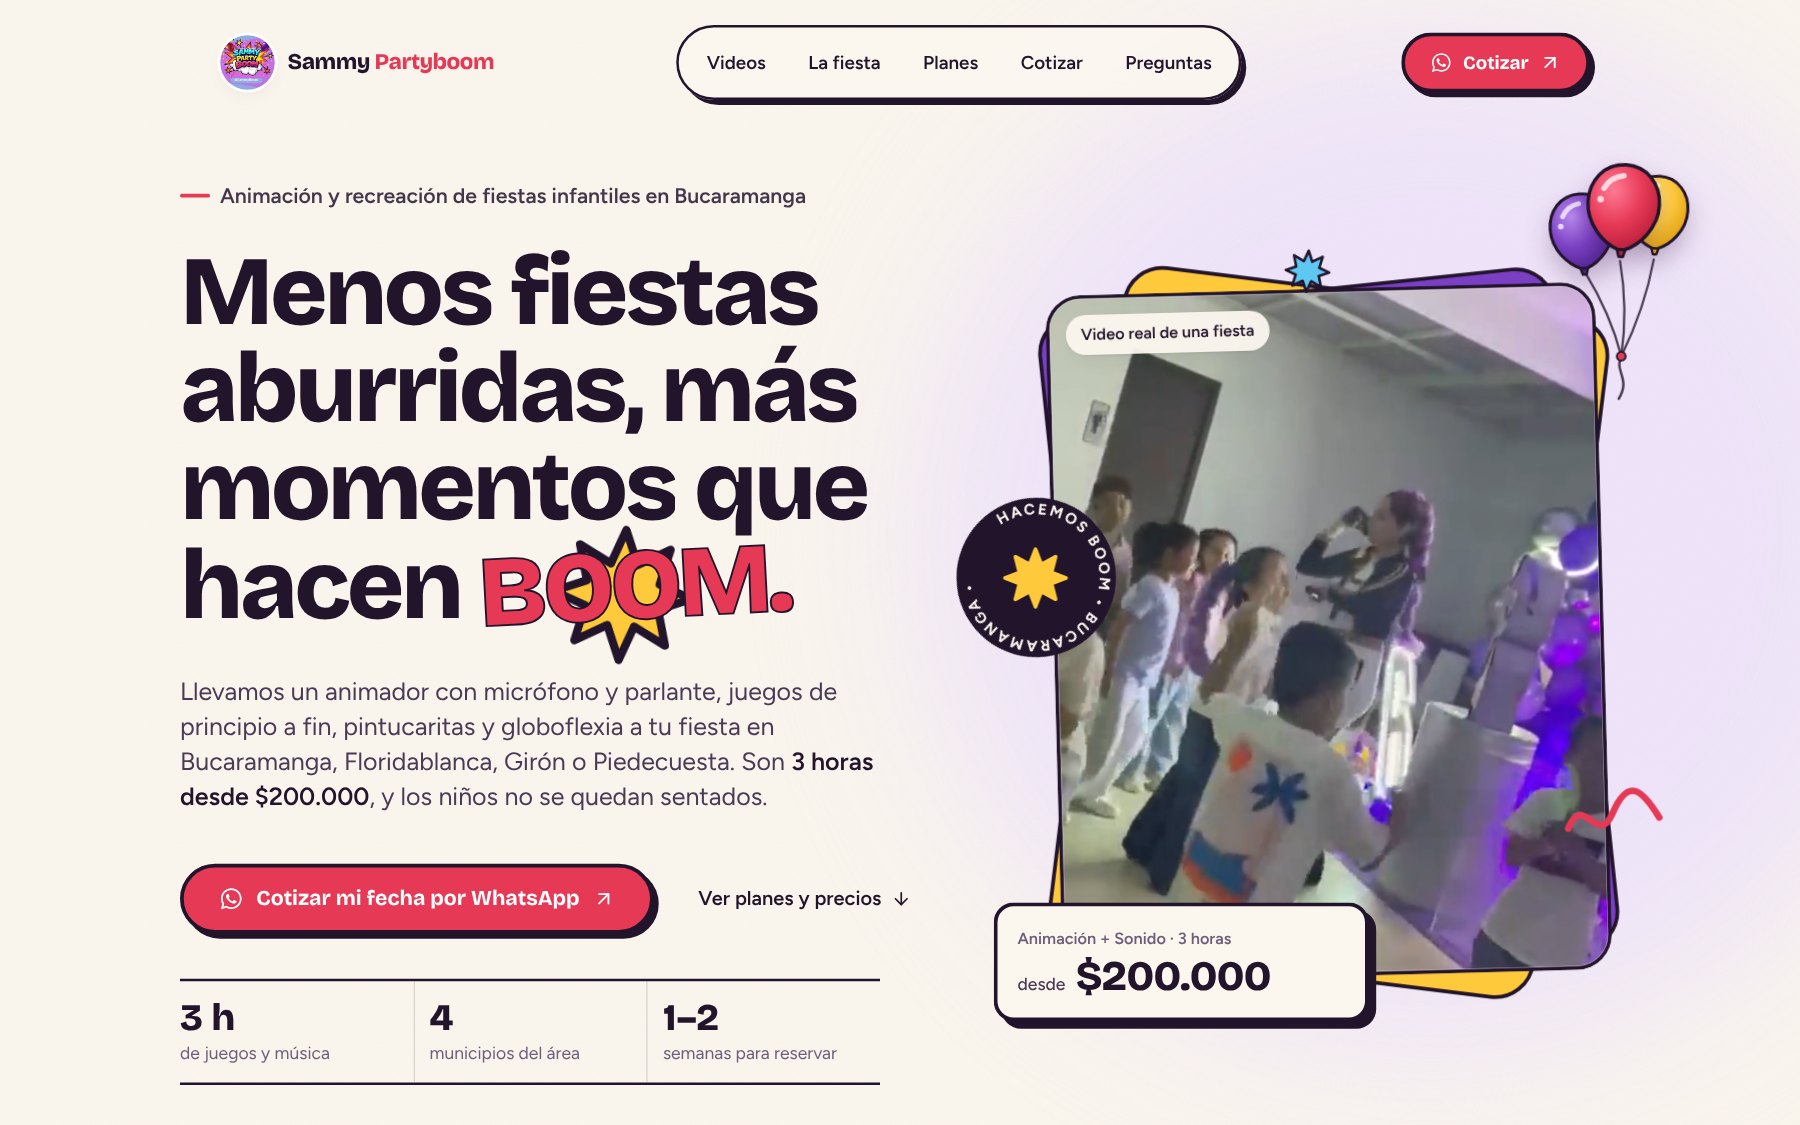 Sammy Partyboom
Videos
La fiesta
Planes
Cotizar
Preguntas
Cotizar
Animación y recreación de fiestas infantiles en Bucaramanga
Menos fiestas
aburridas, más
momentos que
hacen BOOM.
Llevamos un animador con micrófono y parlante, juegos de
principio a fin, pintucaritas y globoflexia a tu fiesta en
Bucaramanga, Floridablanca, Girón o Piedecuesta. Son 3 horas
desde $200.000, y los niños no se quedan sentados.
Cotizar mi fecha por WhatsApp
Ver planes y precios
3 h
de juegos y música
4
municipios del área
1–2
semanas para reservar
Video real de una fiesta
HACEMOS BOOM • BUCARAMANGA •
Animación + Sonido · 3 horas
desde $200.000